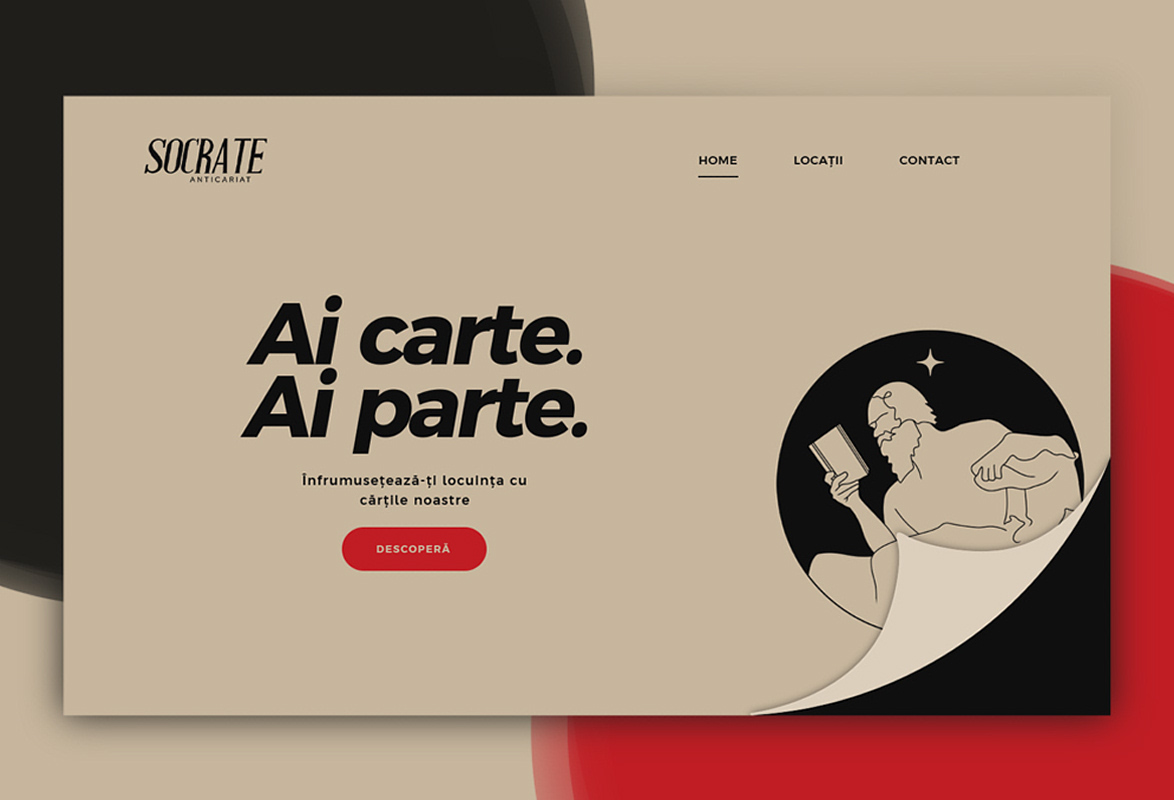 SOCRATE
ANTICARIAT
HOME LOCAȚII CONTACT
Ai carte.
Ai parte.
Înfrumusețează-ți locuința cu
cărțile noastre
DESCOPERĂ